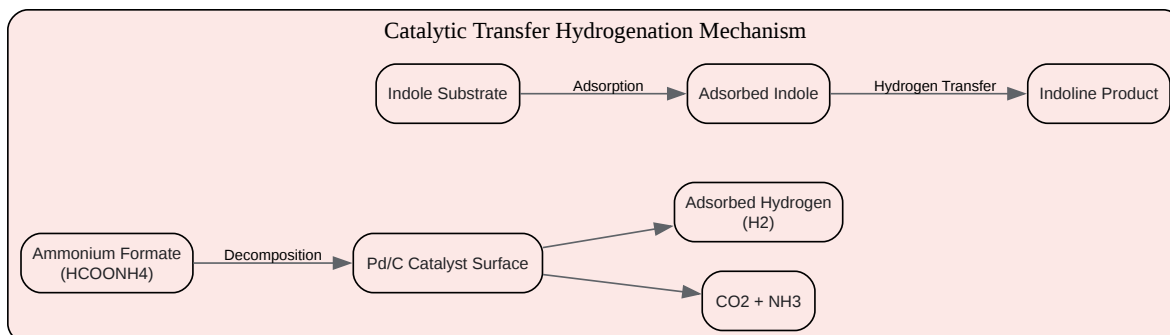 Catalytic Transfer Hydrogenation Mechanism
Indole Substrate
Adsorption
Adsorbed Indole
Hydrogen Transfer
Indoline Product
Ammonium Formate
(HCOONH4)
Decomposition
Pd/C Catalyst Surface
Adsorbed Hydrogen
(H2)
CO2 + NH3